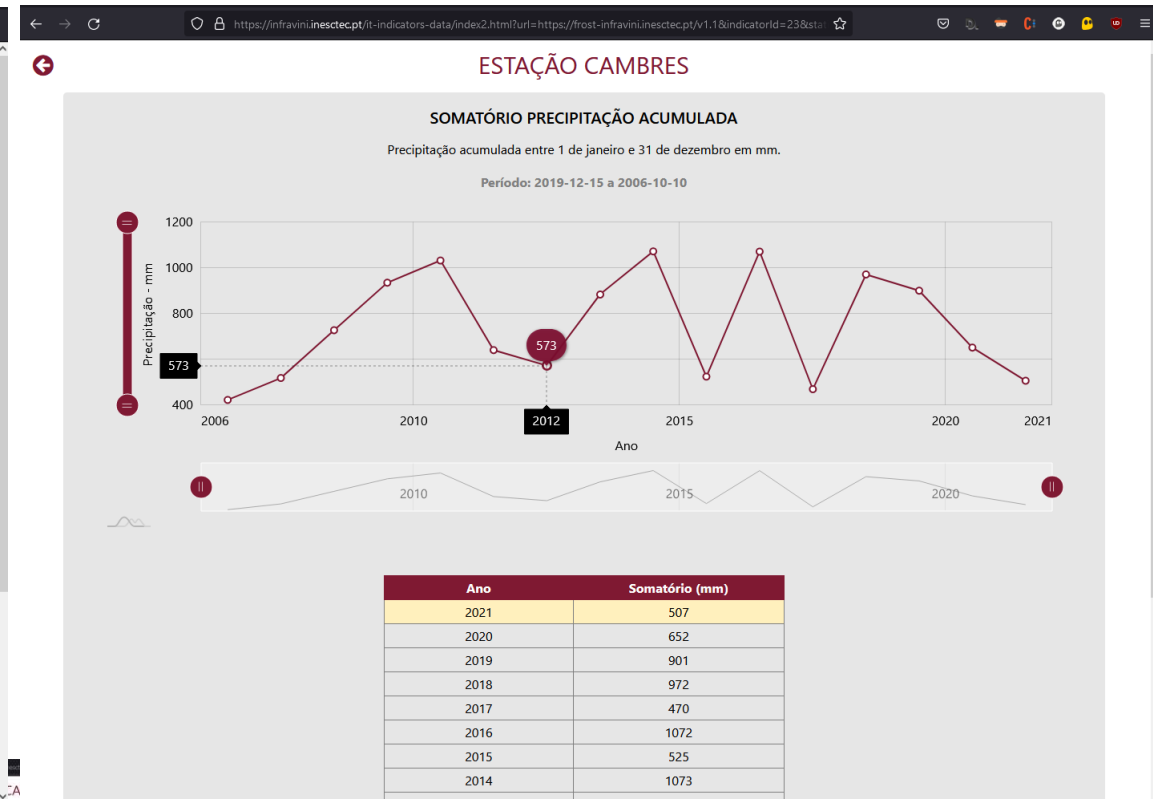 https://infravini.inesctec.pt/it-indicators-data/index2.html?url=https://frost-infravini.inesctec.pt/v1.1&indicatorId=23&sta
ESTAÇÃO CAMBRES
SOMATÓRIO PRECIPITAÇÃO ACUMULADA
Precipitação acumulada entre 1 de janeiro e 31 de dezembro em mm.
Período: 2019-12-15 a 2006-10-10
Precipitação - mm
1200
1000
800
573
573
400
2006
2010
2012
2015
2020
2021
Ano
2010
2015
2020
Ano Somatório (mm)
2021 507
2020 652
2019 901
2018 972
2017 470
2016 1072
2015 525
2014 1073
CA